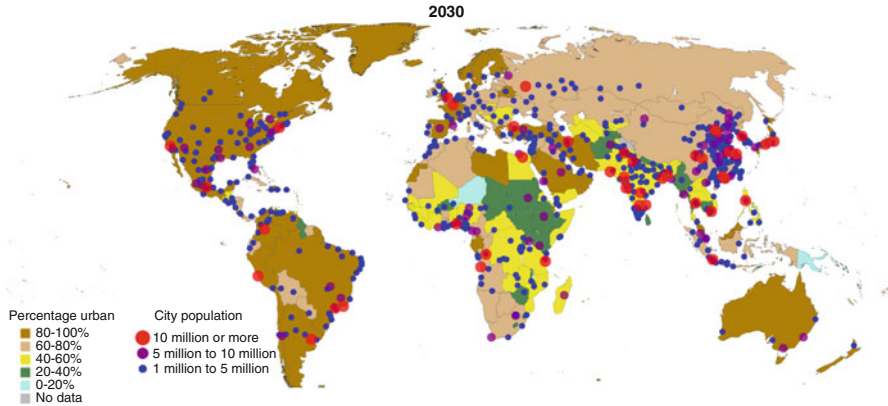 2030
Percentage urban
80-100%
60-80%
40-60%
20-40%
0-20%
No data
City population
10 million or more
5 million to 10 million
1 million to 5 million